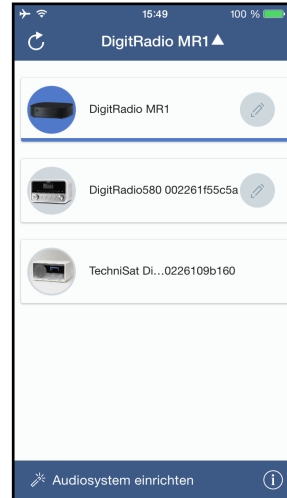 15:49 100 %
DigitRadio MR1
DigitRadio MR1
DigitRadio580 002261f55c5a
TechniSat Di...0226109b160
Audiosystem einrichten